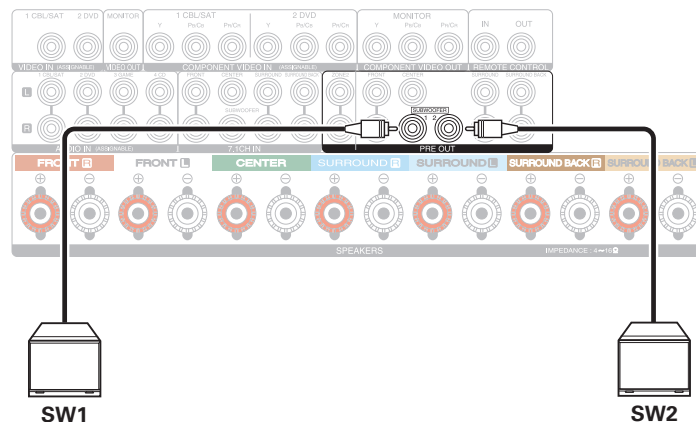 1 CBL/SAT 2 DVD MONITOR 1 CBL/SAT 2 DVD MONITOR IN OUT
Y PB/CB PR/CR Y PB/CB PR/CR Y PB/CB PR/CR
VIDEO IN (ASSIGNABLE) VIDEO OUT COMPONENT VIDEO IN (ASSIGNABLE) COMPONENT VIDEO OUT REMOTE CONTROL
1 CBL/SAT 2 DVD 3 GAME 4 CD FRONT CENTER SURROUND SURROUND BACK ZONE2 FRONT CENTER SURROUND SURROUND BACK
L
SUBWOOFER SUBWOOFER
1 2
R
AUDIO IN (ASSIGNABLE) 7.1CH IN PRE OUT
FRONT R FRONT L CENTER SURROUND R SURROUND L SURROUND BACK R SURROUND BACK L
+ − + − + − + − + − + − + −
SPEAKERS IMPEDANCE : 4~16Ω
SW1 SW2